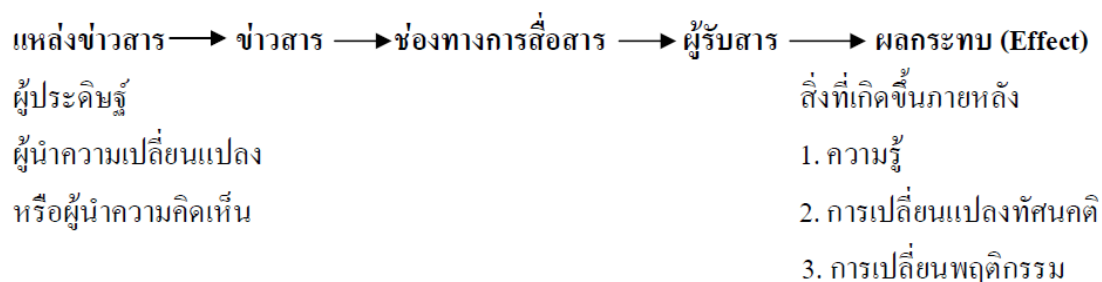 แหล่งข่าวสาร → ข่าวสาร → ช่องทางการสื่อสาร → ผู้รับสาร → ผลกระทบ (Effect)
ผู้ประดิษฐ์ สิ่งที่เกิดขึ้นภายหลัง
ผู้นำความเปลี่ยนแปลง 1. ความรู้
หรือผู้นำความคิดเห็น 2. การเปลี่ยนแปลงทัศนคติ
3. การเปลี่ยนพฤติกรรม